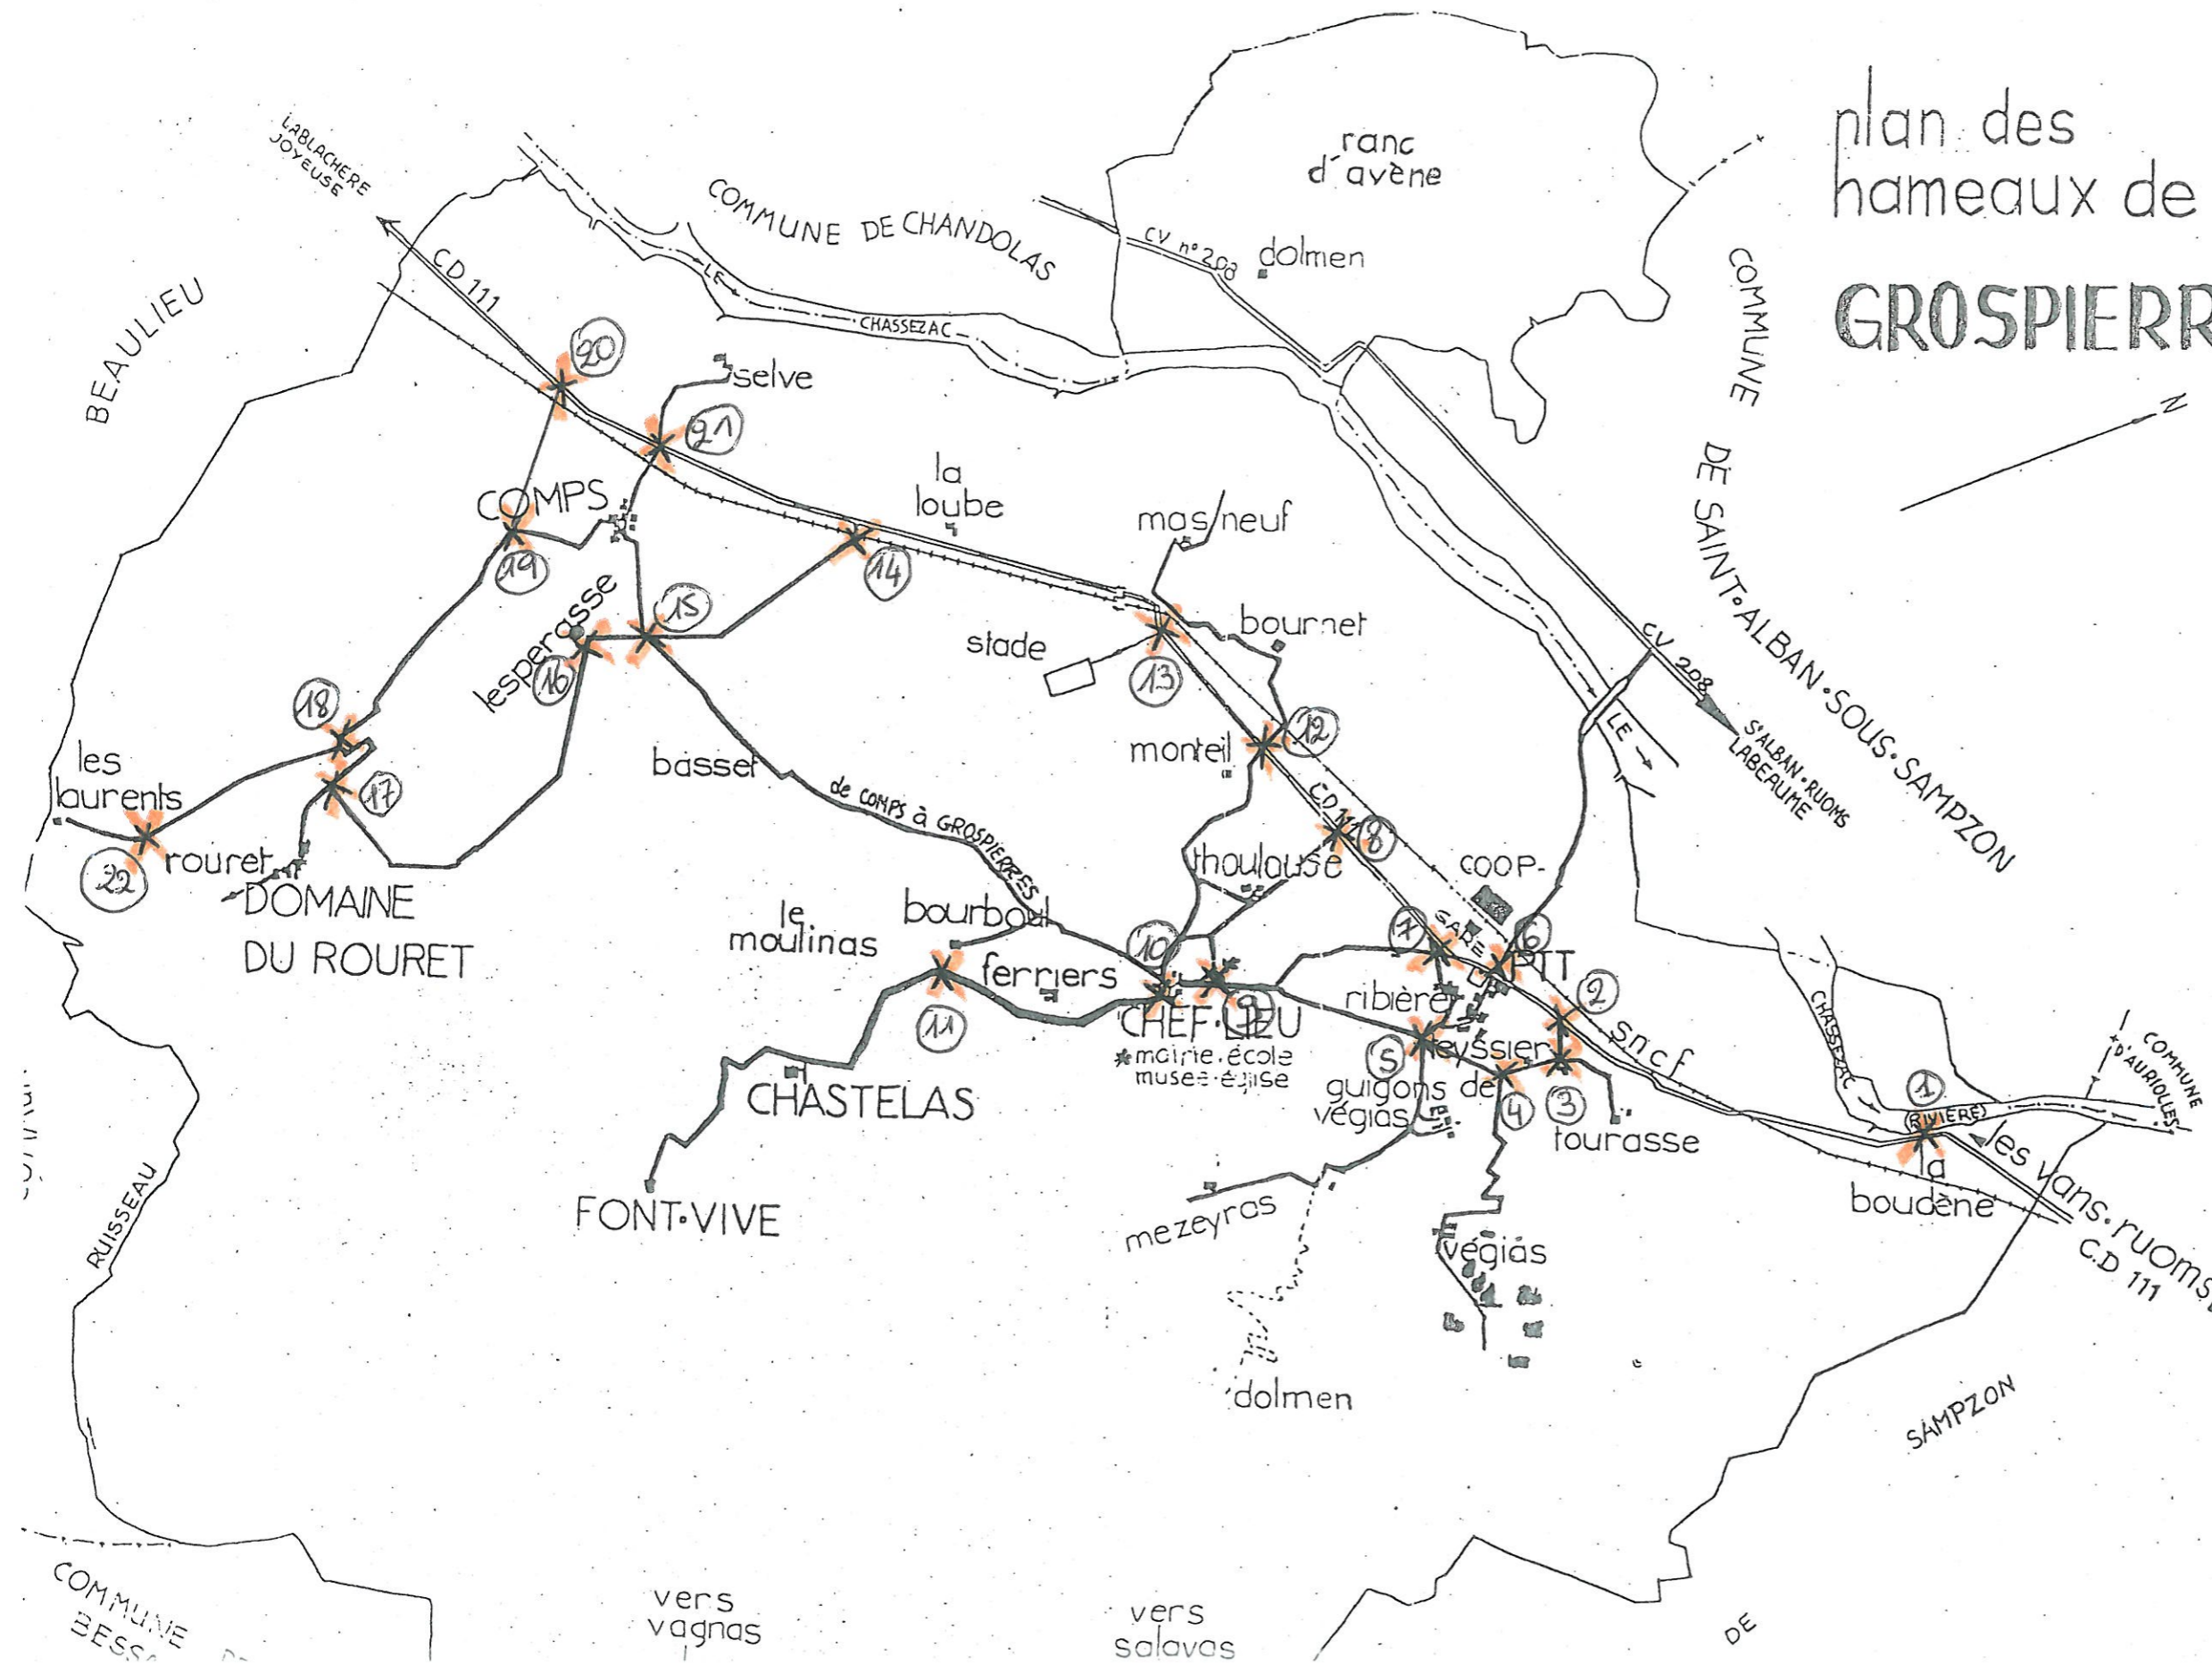 plan des
hameaux de
GROSPIERR
N
ranc
d'avène
LABLACHERE
JOYEUSE
COMMUNE DE CHANDOLAS
CV n° 208
dolmen
CD 111
BEAULIEU
LE
CHASSEZAC
COMMUNE DE SAINT·ALBAN·SOUS·SAMPZON
20
selve
21
COMPS
la
loube
mas neuf
19
14
lesperasse
15
16
stade
bournet
13
CV 208
LE
S'ALBAN·RUOMS
LABEAUME
18
12
monteil
basset
les
laurents
17
CD 111
8
de COMPS à GROSPIERRES
thoulouse
COOP-
22
rouret
DOMAINE
DU ROURET
le
moulinas
bourboul
10
7
GARE
6
PTT
ferriers
ribière
2
11
CHEF·LIEU
9
mairie.école
musée.église
sncf
5
teyssier
CHASSEZAC
COMMUNE
D'AURIOLLES
CHASTELAS
guigons de
végias
4
3
tourasse
1
(RIVIERE)
la
boudène
les vans.ruoms
C.D 111
FONT·VIVE
mezeyras
végias
RUISSEAU
dolmen
SAMPZON
DE
COMMUNE
vers
vagnas
vers
salavas